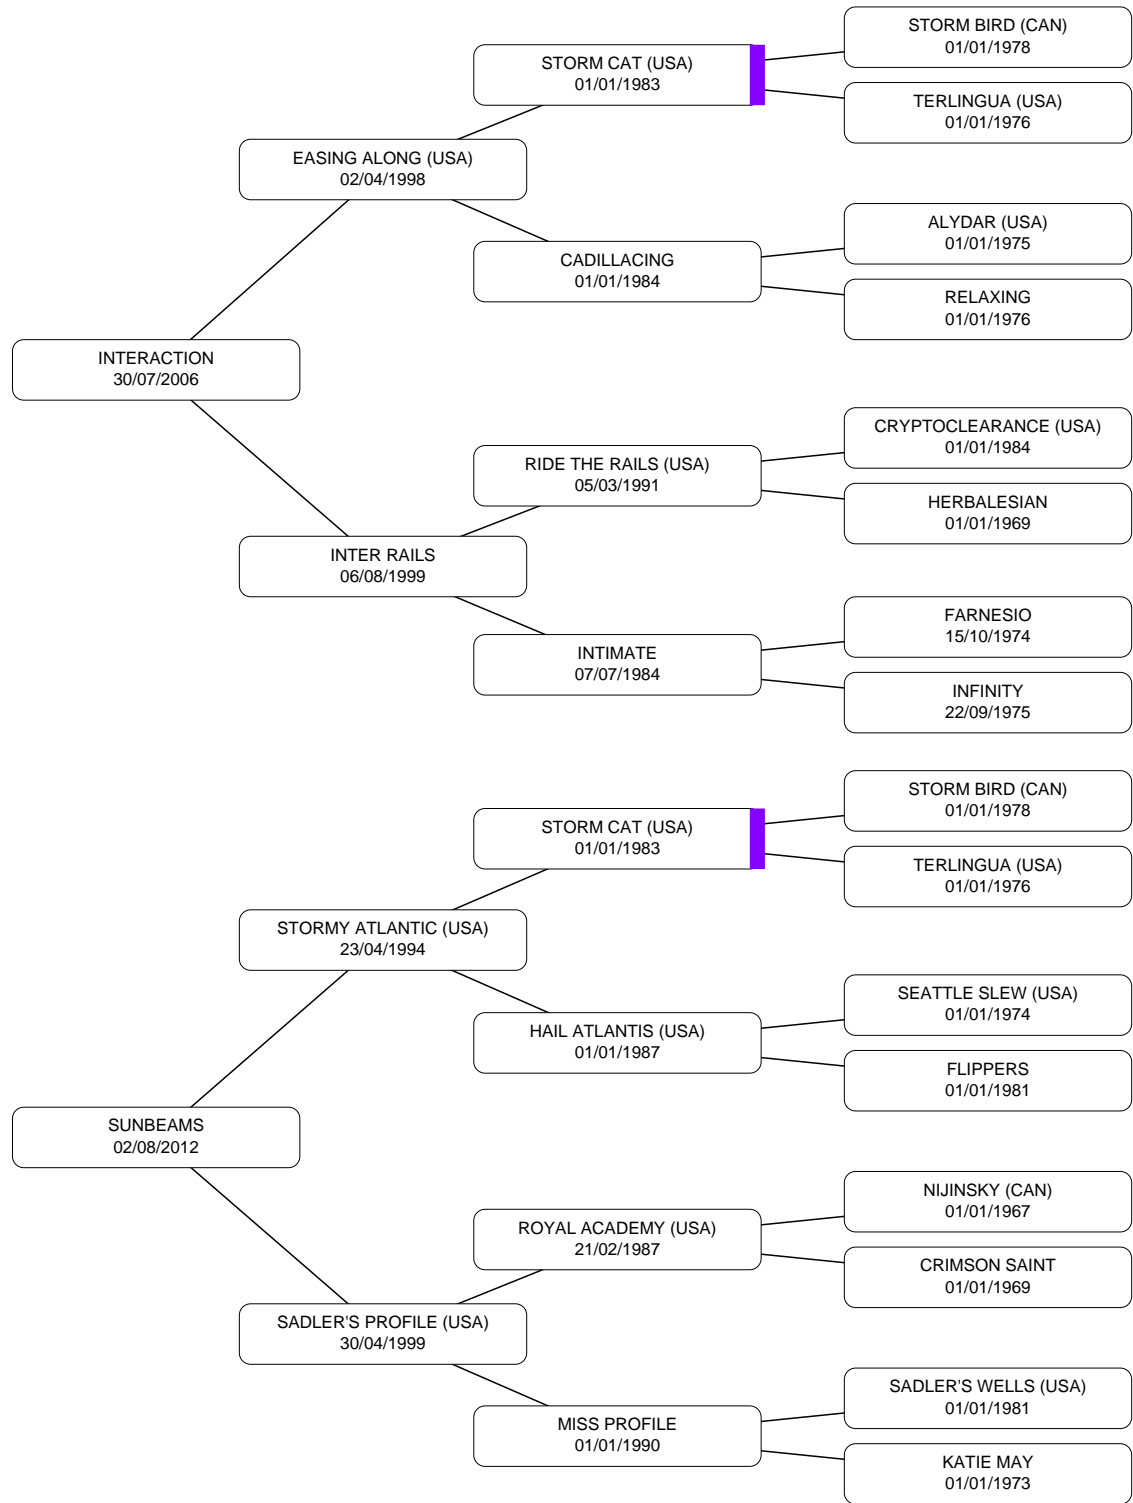 STORM BIRD (CAN)
01/01/1978
STORM CAT (USA)
01/01/1983
TERLINGUA (USA)
01/01/1976
EASING ALONG (USA)
02/04/1998
ALYDAR (USA)
01/01/1975
CADILLACING
01/01/1984
RELAXING
01/01/1976
INTERACTION
30/07/2006
CRYPTOCLEARANCE (USA)
01/01/1984
RIDE THE RAILS (USA)
05/03/1991
HERBALESIAN
01/01/1969
INTER RAILS
06/08/1999
FARNESIO
15/10/1974
INTIMATE
07/07/1984
INFINITY
22/09/1975
STORM BIRD (CAN)
01/01/1978
STORM CAT (USA)
01/01/1983
TERLINGUA (USA)
01/01/1976
STORMY ATLANTIC (USA)
23/04/1994
SEATTLE SLEW (USA)
01/01/1974
HAIL ATLANTIS (USA)
01/01/1987
FLIPPERS
01/01/1981
SUNBEAMS
02/08/2012
NIJINSKY (CAN)
01/01/1967
ROYAL ACADEMY (USA)
21/02/1987
CRIMSON SAINT
01/01/1969
SADLER'S PROFILE (USA)
30/04/1999
SADLER'S WELLS (USA)
01/01/1981
MISS PROFILE
01/01/1990
KATIE MAY
01/01/1973